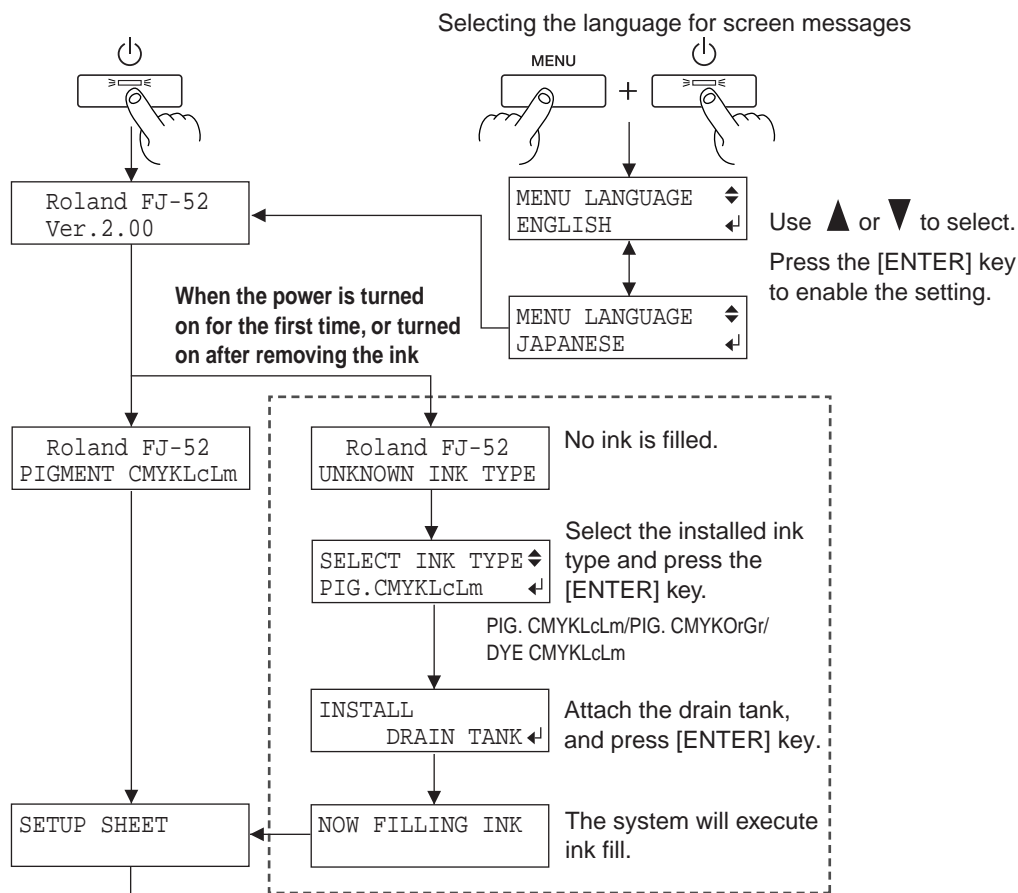 Selecting the language for screen messages
MENU
+
Roland FJ-52
Ver.2.00
MENU LANGUAGE
ENGLISH
Use ▲ or ▼ to select.
Press the [ENTER] key
to enable the setting.
MENU LANGUAGE
JAPANESE
When the power is turned
on for the first time, or turned
on after removing the ink
Roland FJ-52
PIGMENT CMYKLcLm
Roland FJ-52
UNKNOWN INK TYPE
No ink is filled.
SELECT INK TYPE
PIG.CMYKLcLm
Select the installed ink
type and press the
[ENTER] key.
PIG. CMYKLcLm/PIG. CMYKOrGr/
DYE CMYKLcLm
INSTALL
DRAIN TANK
Attach the drain tank,
and press [ENTER] key.
SETUP SHEET
NOW FILLING INK
The system will execute
ink fill.